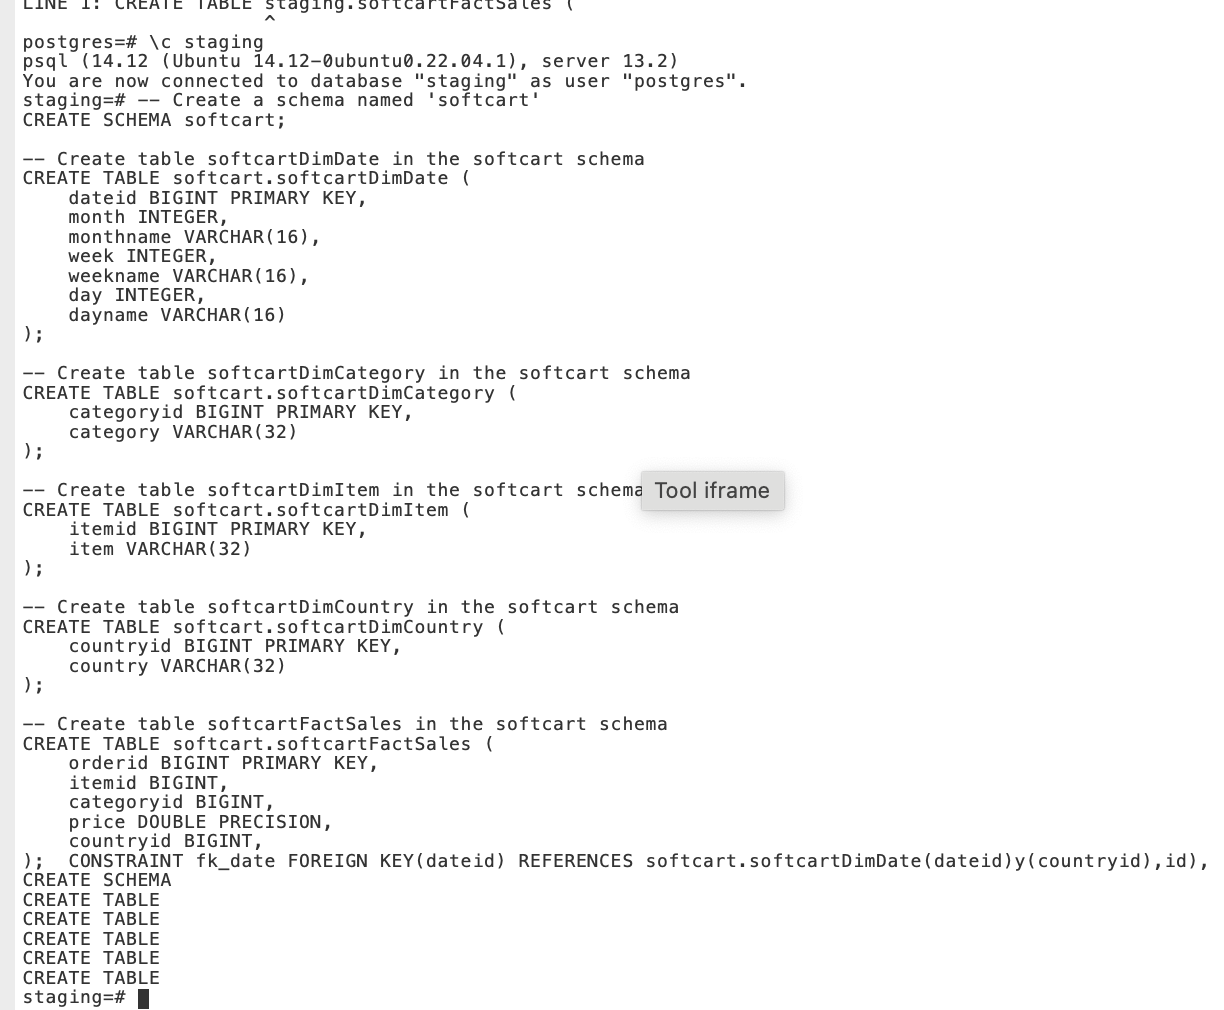 LINE 1: CREATE TABLE staging.softcartFactSales (
^
postgres=# \c staging
psql (14.12 (Ubuntu 14.12-0ubuntu0.22.04.1), server 13.2)
You are now connected to database "staging" as user "postgres".
staging=# -- Create a schema named 'softcart'
CREATE SCHEMA softcart;
-- Create table softcartDimDate in the softcart schema
CREATE TABLE softcart.softcartDimDate (
dateid BIGINT PRIMARY KEY,
month INTEGER,
monthname VARCHAR(16),
week INTEGER,
weekname VARCHAR(16),
day INTEGER,
dayname VARCHAR(16)
);
-- Create table softcartDimCategory in the softcart schema
CREATE TABLE softcart.softcartDimCategory (
categoryid BIGINT PRIMARY KEY,
category VARCHAR(32)
);
-- Create table softcartDimItem in the softcart schema
Tool iframe
CREATE TABLE softcart.softcartDimItem (
itemid BIGINT PRIMARY KEY,
item VARCHAR(32)
);
-- Create table softcartDimCountry in the softcart schema
CREATE TABLE softcart.softcartDimCountry (
countryid BIGINT PRIMARY KEY,
country VARCHAR(32)
);
-- Create table softcartFactSales in the softcart schema
CREATE TABLE softcart.softcartFactSales (
orderid BIGINT PRIMARY KEY,
itemid BIGINT,
categoryid BIGINT,
price DOUBLE PRECISION,
countryid BIGINT,
);  CONSTRAINT fk_date FOREIGN KEY(dateid) REFERENCES softcart.softcartDimDate(dateid)y(countryid),id),
CREATE SCHEMA
CREATE TABLE
CREATE TABLE
CREATE TABLE
CREATE TABLE
CREATE TABLE
staging=#